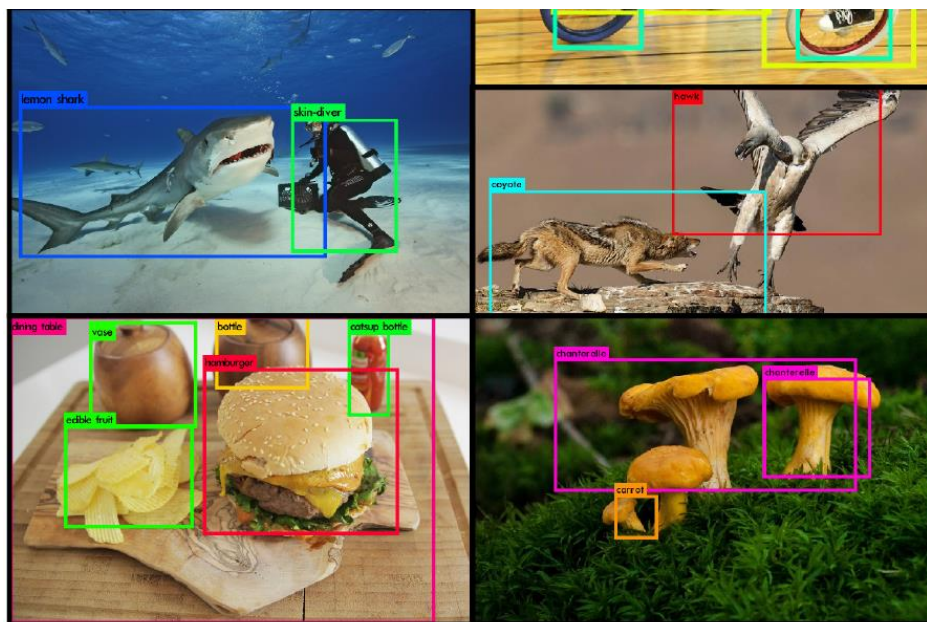 lemon shark
skin-diver
hawk
coyote
dining table
vase
bottle
catsup bottle
hamburger
edible fruit
chanterelle
chanterelle
carrot